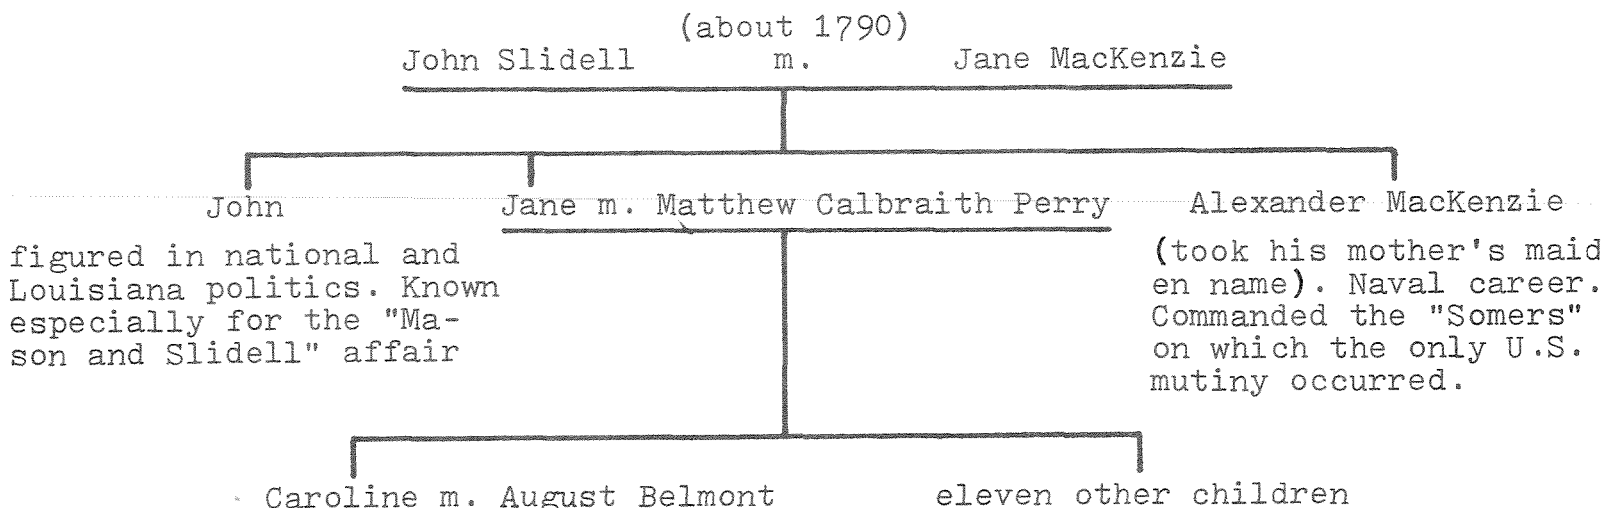 (about 1790)
John Slidell m. Jane MacKenzie
John
figured in national and
Louisiana politics. Known
especially for the "Ma-
son and Slidell" affair
Jane m. Matthew Calbraith Perry
Alexander MacKenzie
(took his mother's maid
en name). Naval career.
Commanded the "Somers"
on which the only U.S.
mutiny occurred.
Caroline m. August Belmont
eleven other children